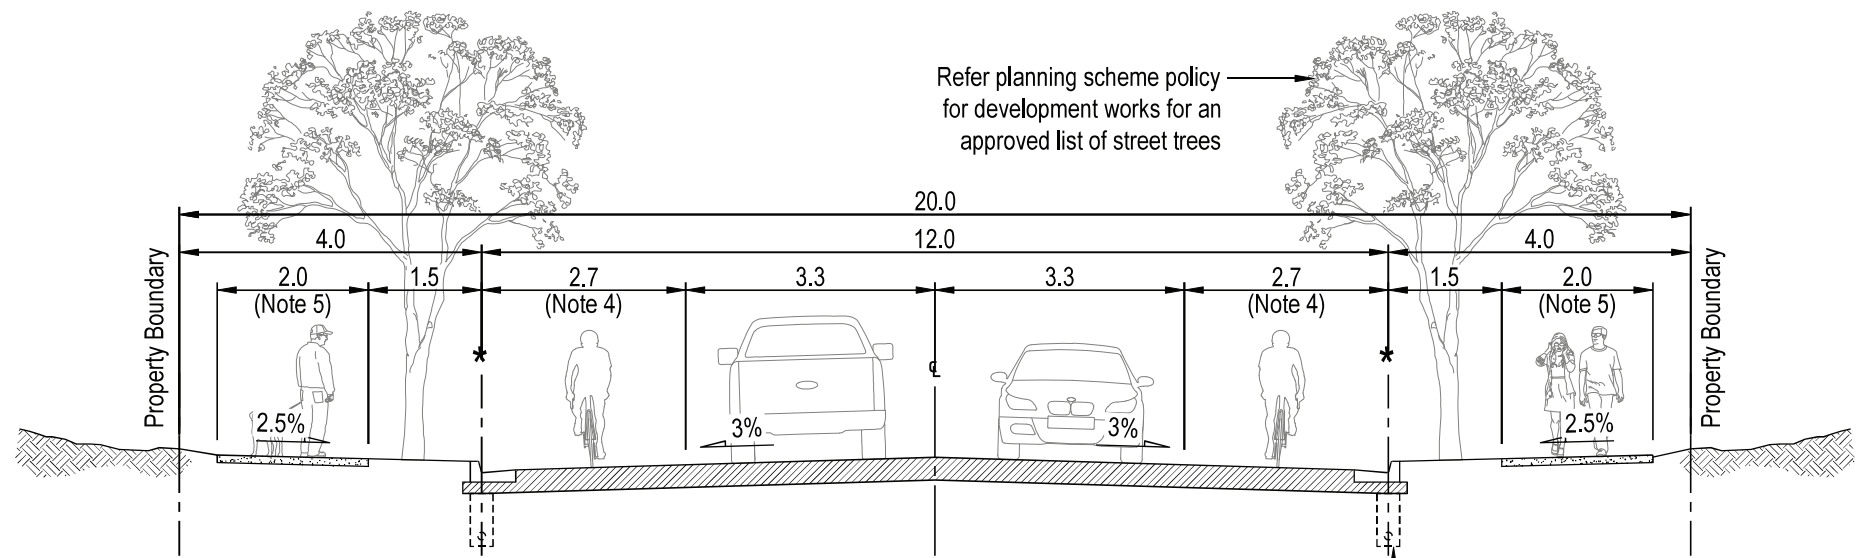 Refer planning scheme policy
for development works for an
approved list of street trees
20.0
4.0
12.0
4.0
2.0
(Note 5)
1.5
2.7
(Note 4)
3.3
3.3
2.7
(Note 4)
1.5
2.0
(Note 5)
Property Boundary
*
℄
*
Property Boundary
2.5%
3%
3%
2.5%
S
S